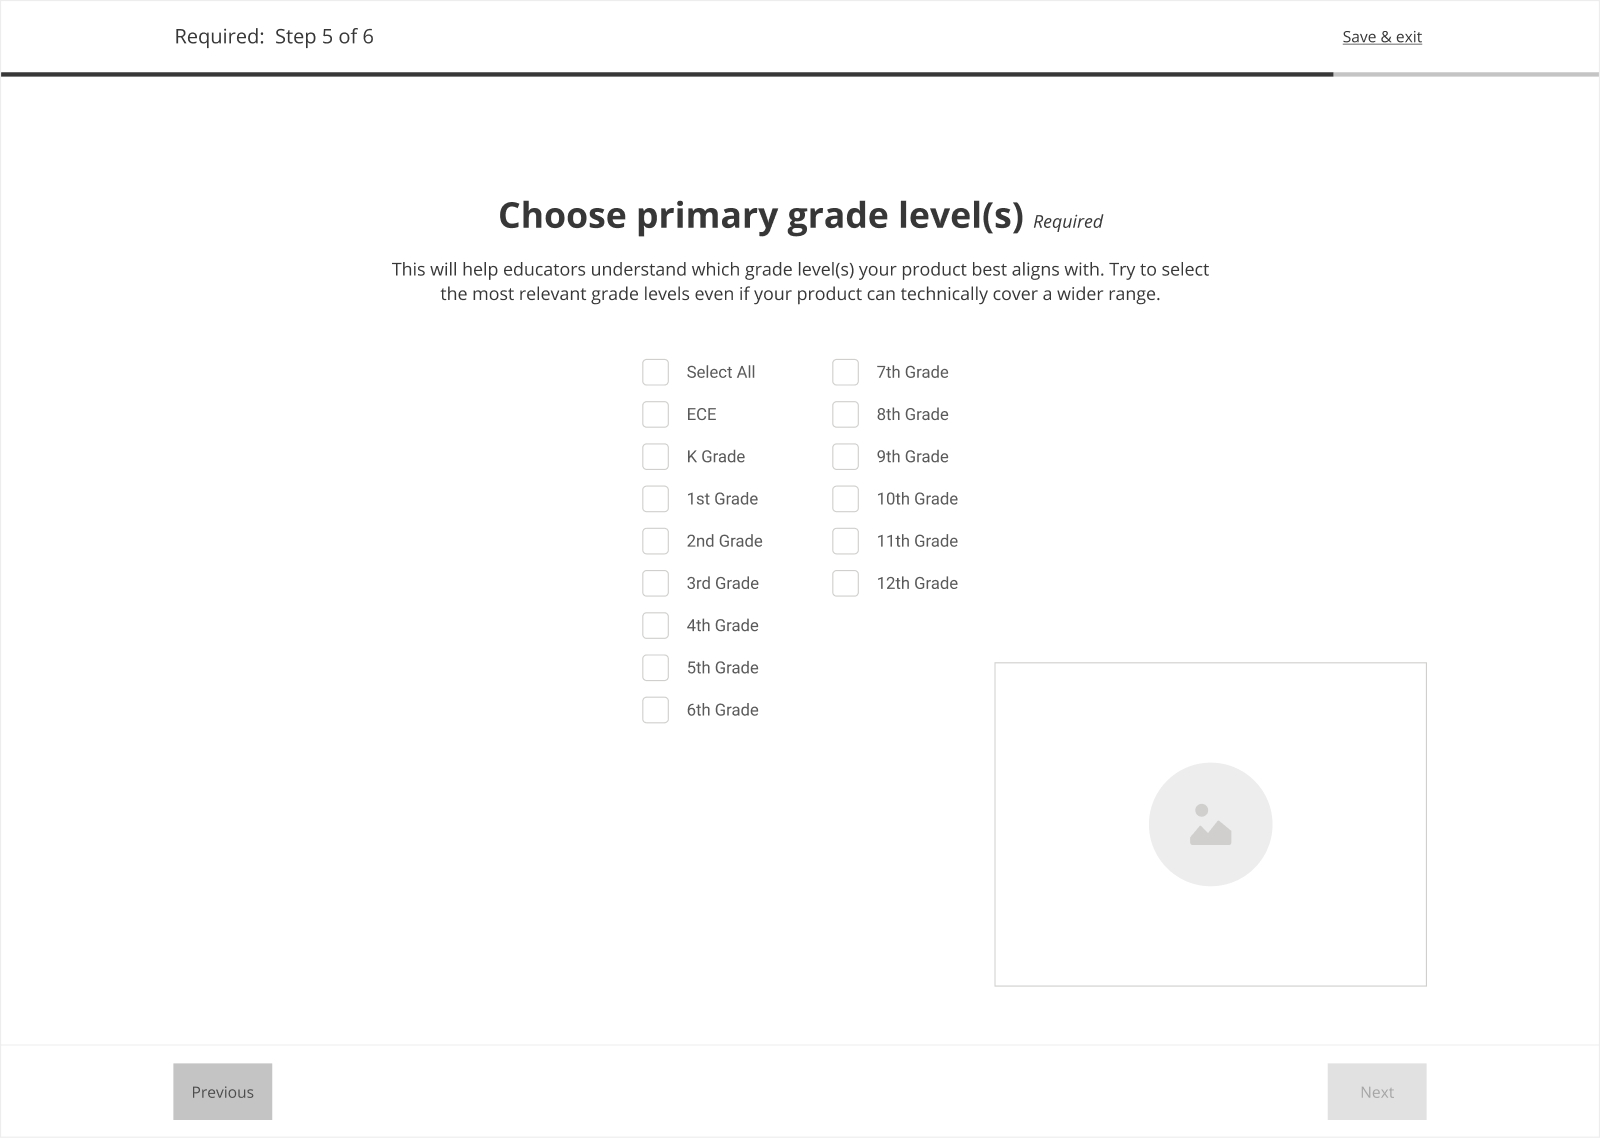 Required: Step 5 of 6
Save & exit
Choose primary grade level(s) Required
This will help educators understand which grade level(s) your product best aligns with. Try to select
the most relevant grade levels even if your product can technically cover a wider range.
Select All
ECE
K Grade
1st Grade
2nd Grade
3rd Grade
4th Grade
5th Grade
6th Grade
7th Grade
8th Grade
9th Grade
10th Grade
11th Grade
12th Grade
Previous
Next